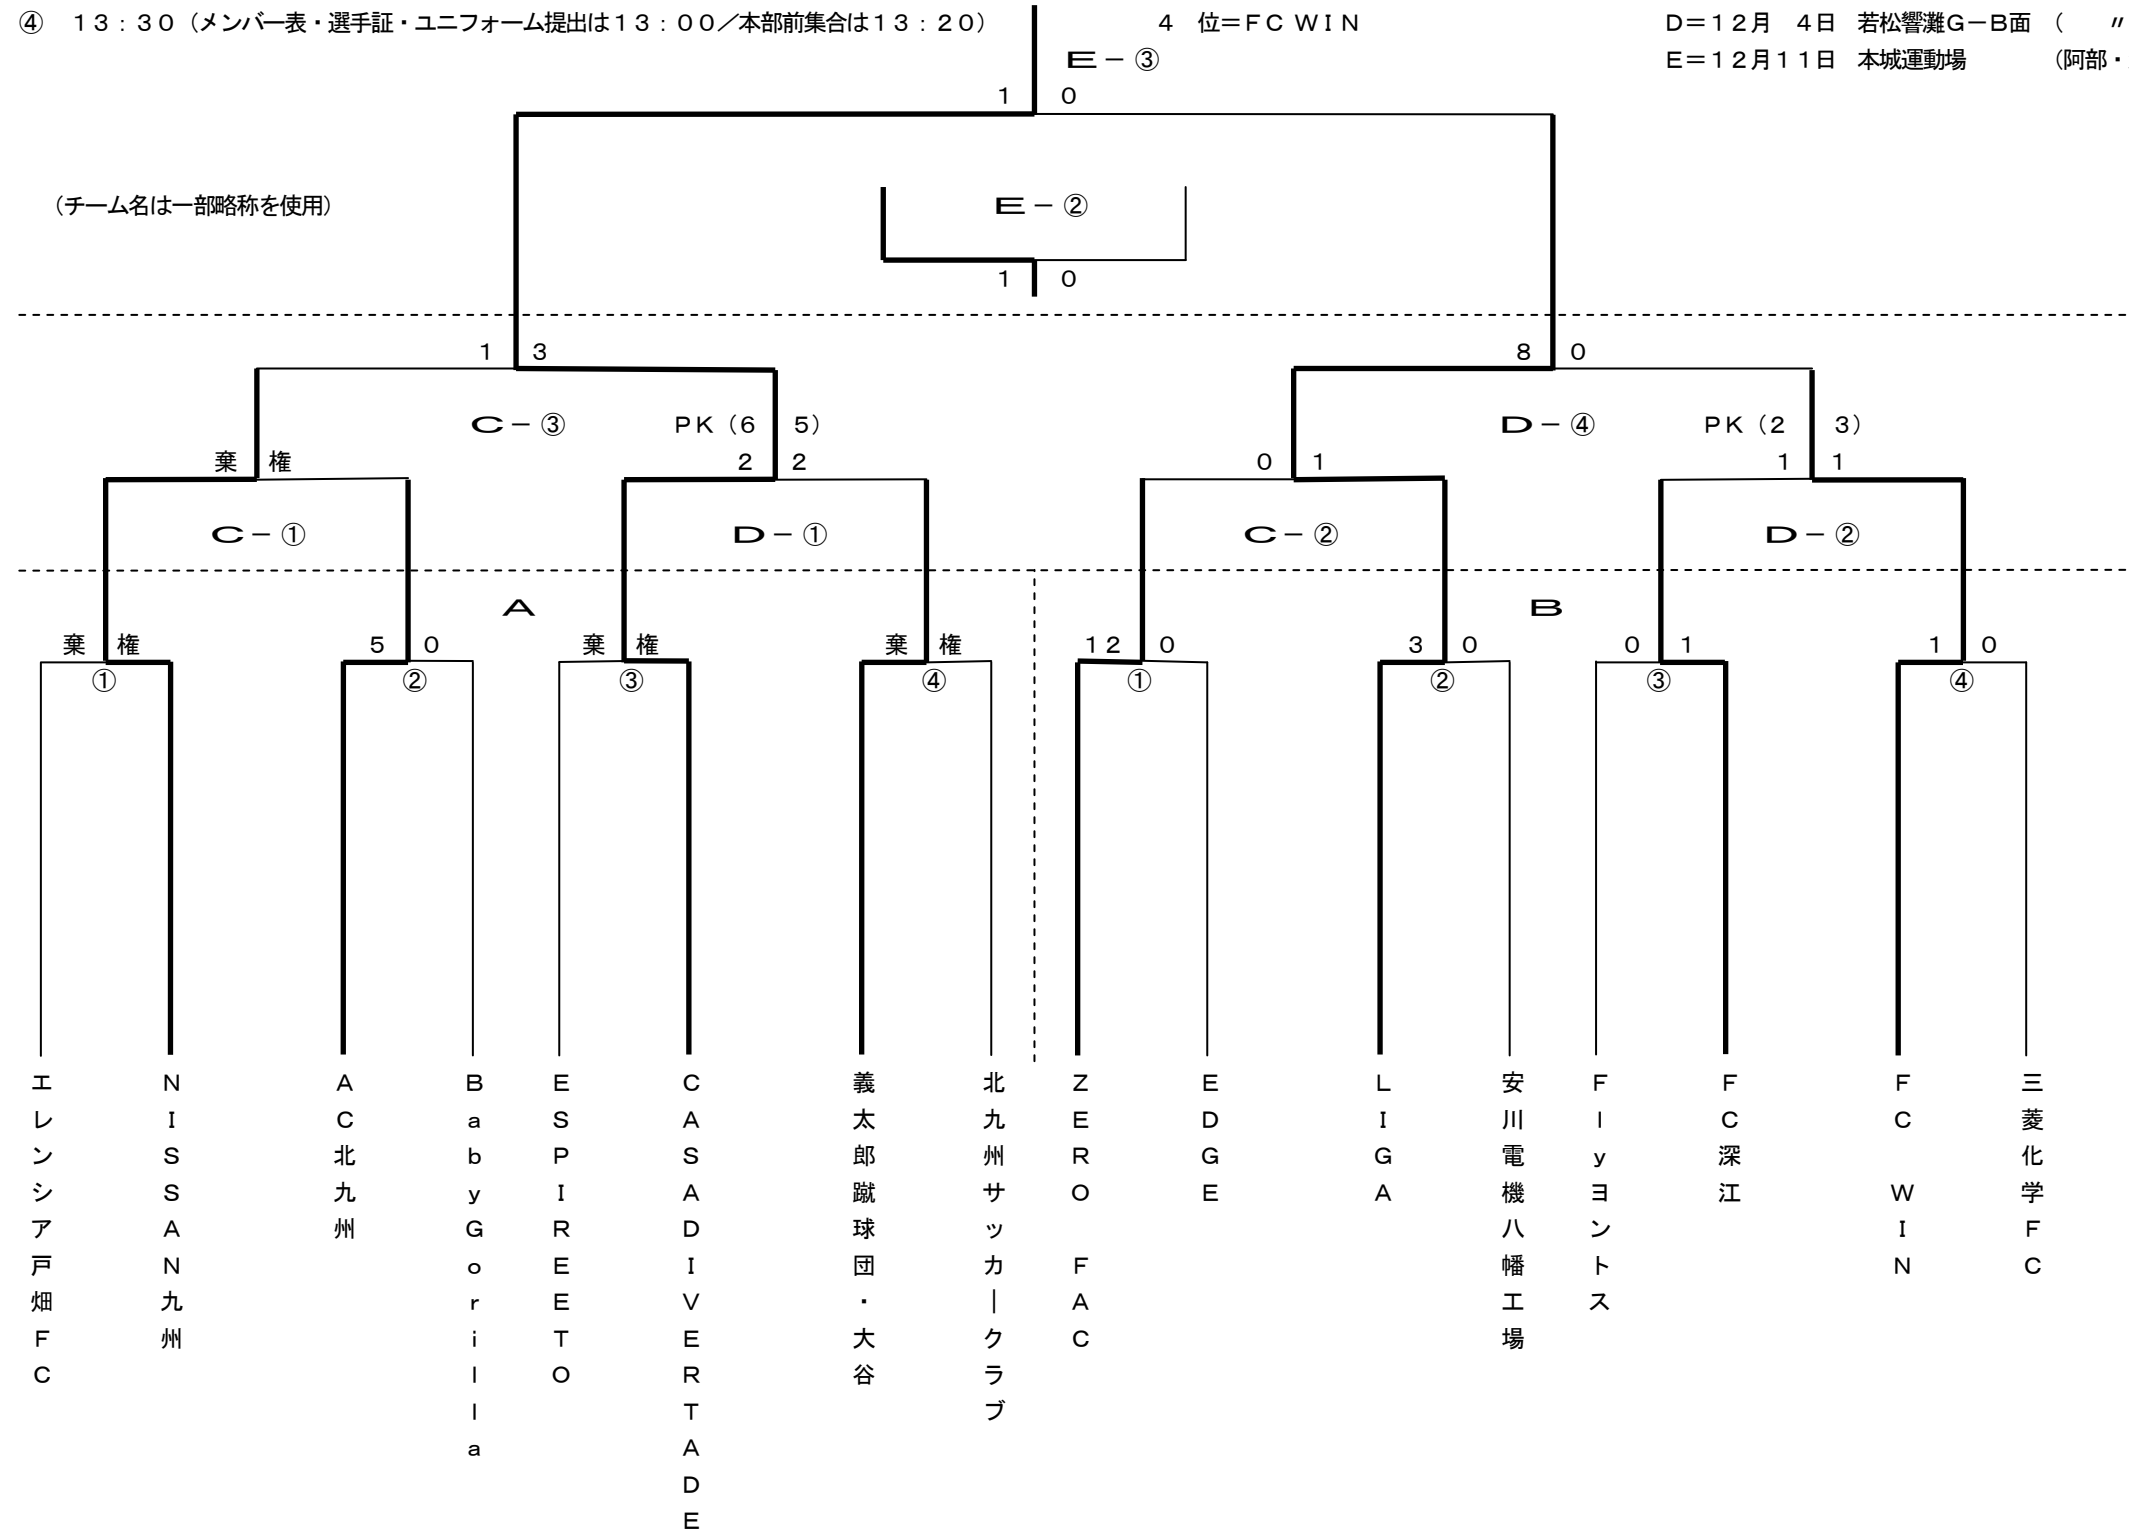 ④　１３：３０（メンバー表・選手証・ユニフォーム提出は１３：００／本部前集合は１３：２０）
４　位＝ＦＣ ＷＩＮ
Ｄ＝１２月　４日　若松響灘Ｇ－Ｂ面　（　　〃
Ｅ＝１２月１１日　本城運動場　（阿部・
Ｅ－③
１　０
（チーム名は一部略称を使用）
Ｅ－②
１　０
１　３
８　０
Ｃ－③
ＰＫ（６　５）
Ｄ－④
ＰＫ（２　３）
棄　権
２　２
０　１
１　１
Ｃ－①
Ｄ－①
Ｃ－②
Ｄ－②
Ａ
Ｂ
棄　権
５　０
棄　権
棄　権
１２　０
３　０
０　１
１　０
①
②
③
④
①
②
③
④
エレンシア戸畑ＦＣ
ＮＩＳＳＡＮ九州
ＡＣ北九州
ＢａｂｙＧｏｒｉｌｌａ
ＥＳＰＩＲＥＥＴＯ
ＣＡＳＡＤＩＶＥＲＴＡＤＥ
義太郎蹴球団・大谷
北九州サッカークラブ
ＺＥＲＯ　ＦＡＣ
ＥＤＧＥ
ＬＩＧＡ
安川電機八幡工場
Ｆｌｙヨントス
ＦＣ深江
ＦＣ　ＷＩＮ
三菱化学ＦＣ